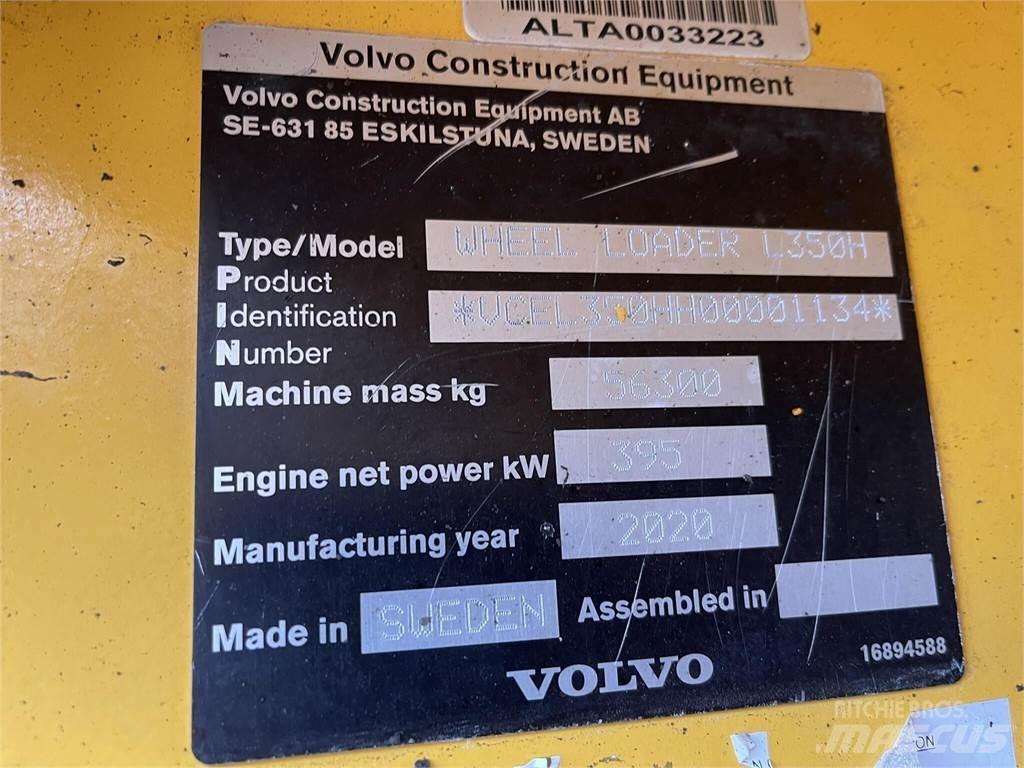 ALTA0033223
Volvo Construction Equipment
Volvo Construction Equipment AB
SE-631 85 ESKILSTUNA, SWEDEN
Type/Model WHEEL LOADER L350H
Product
Identification *VCEL350HH00001134*
Number
Machine mass kg 56300
Engine net power kW 395
Manufacturing year 2020
Made in SWEDEN Assembled in
16894588
VOLVO
RITCHIE BROS.
MASCUS
ON